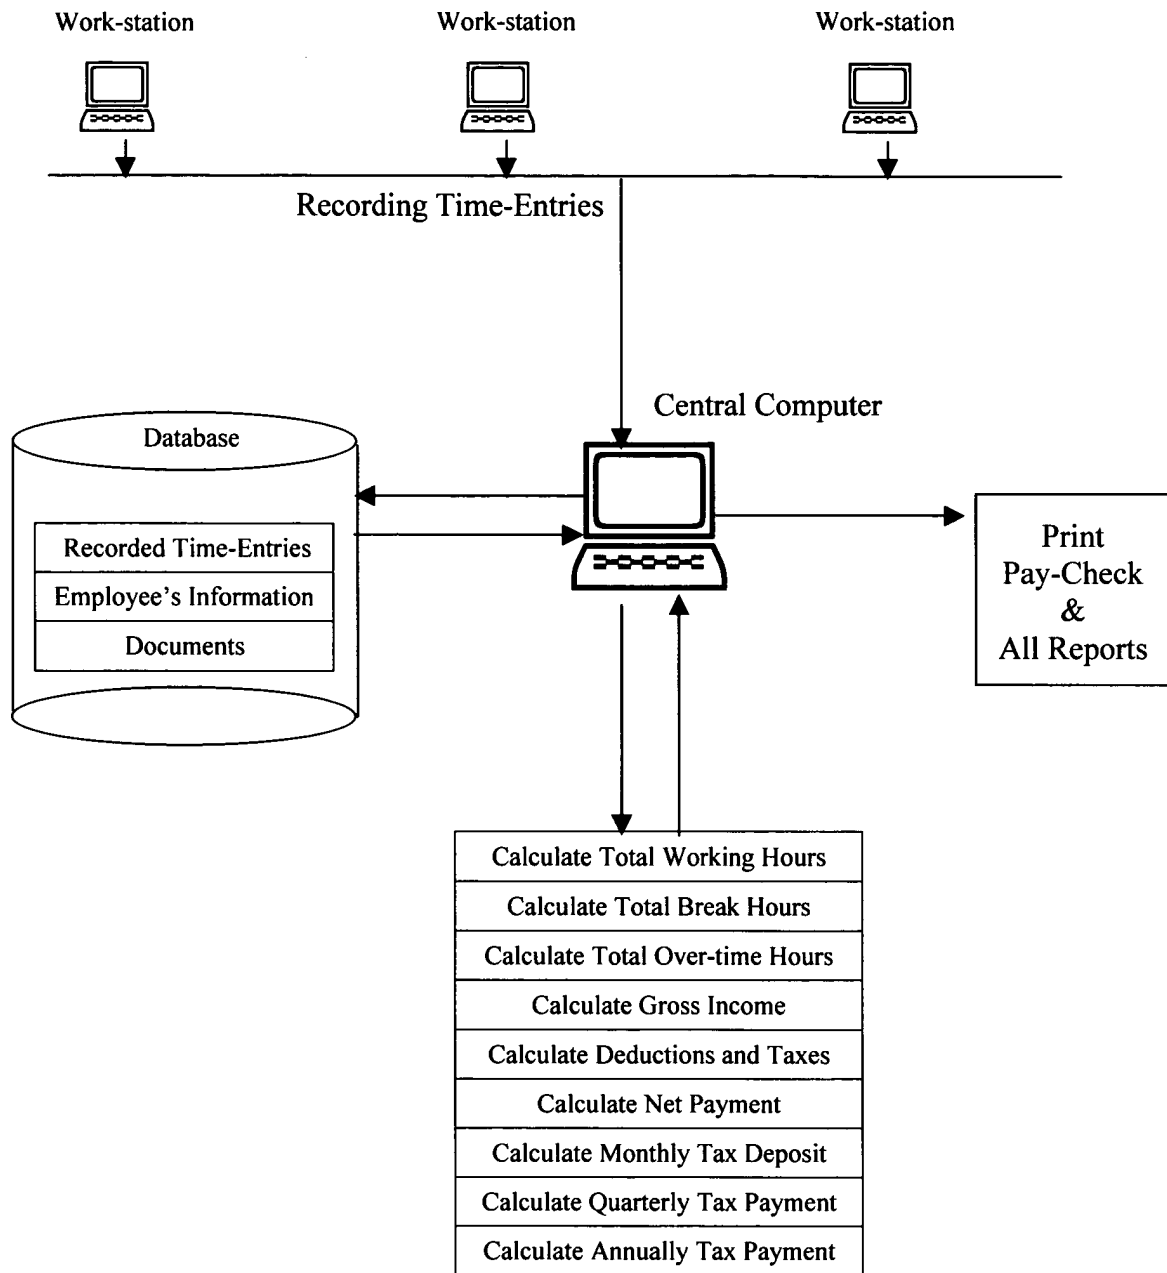 Work-station
Work-station
Work-station
Recording Time-Entries
Central Computer
Database
Recorded Time-Entries
Employee's Information
Documents
Print
Pay-Check
&
All Reports
Calculate Total Working Hours
Calculate Total Break Hours
Calculate Total Over-time Hours
Calculate Gross Income
Calculate Deductions and Taxes
Calculate Net Payment
Calculate Monthly Tax Deposit
Calculate Quarterly Tax Payment
Calculate Annually Tax Payment